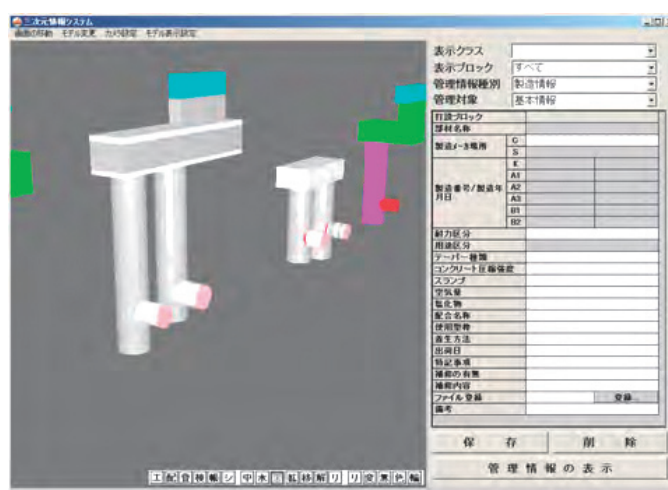 三次元情報システム
画面の移動 モデル変更 カメラ設定 モデル表示設定
表示クラス
表示ブロック すべて
管理情報種別 製造情報
管理対象 基本情報
打設ブロック
部材名称
製造メーカ場所 C
S
K
A1
製造番号/製造年月日 A2
A3
B1
B2
耐力区分
用途区分
テーパー種類
コンクリート圧縮強度
スランプ
空気量
塩化物
配合名称
使用型枠
養生方法
出荷日
特記事項
補修の有無
補修内容
ファイル登録 登録...
備考
保存 削除
管理情報の表示